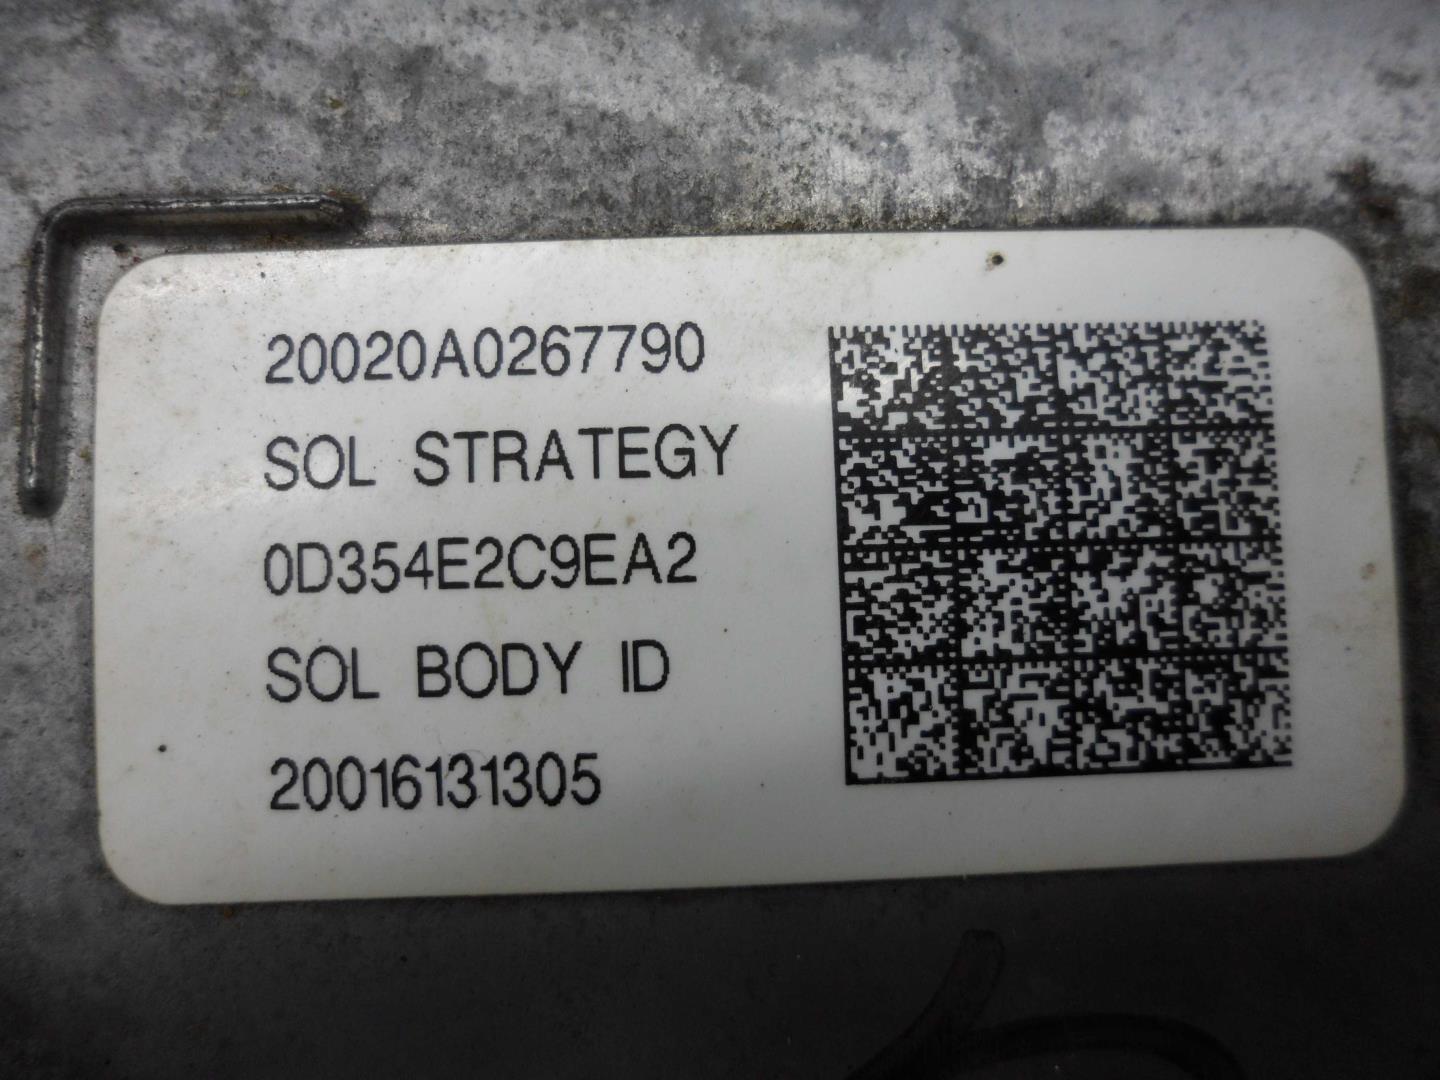 20020A0267790
SOL STRATEGY
0D354E2C9EA2
SOL BODY ID
20016131305